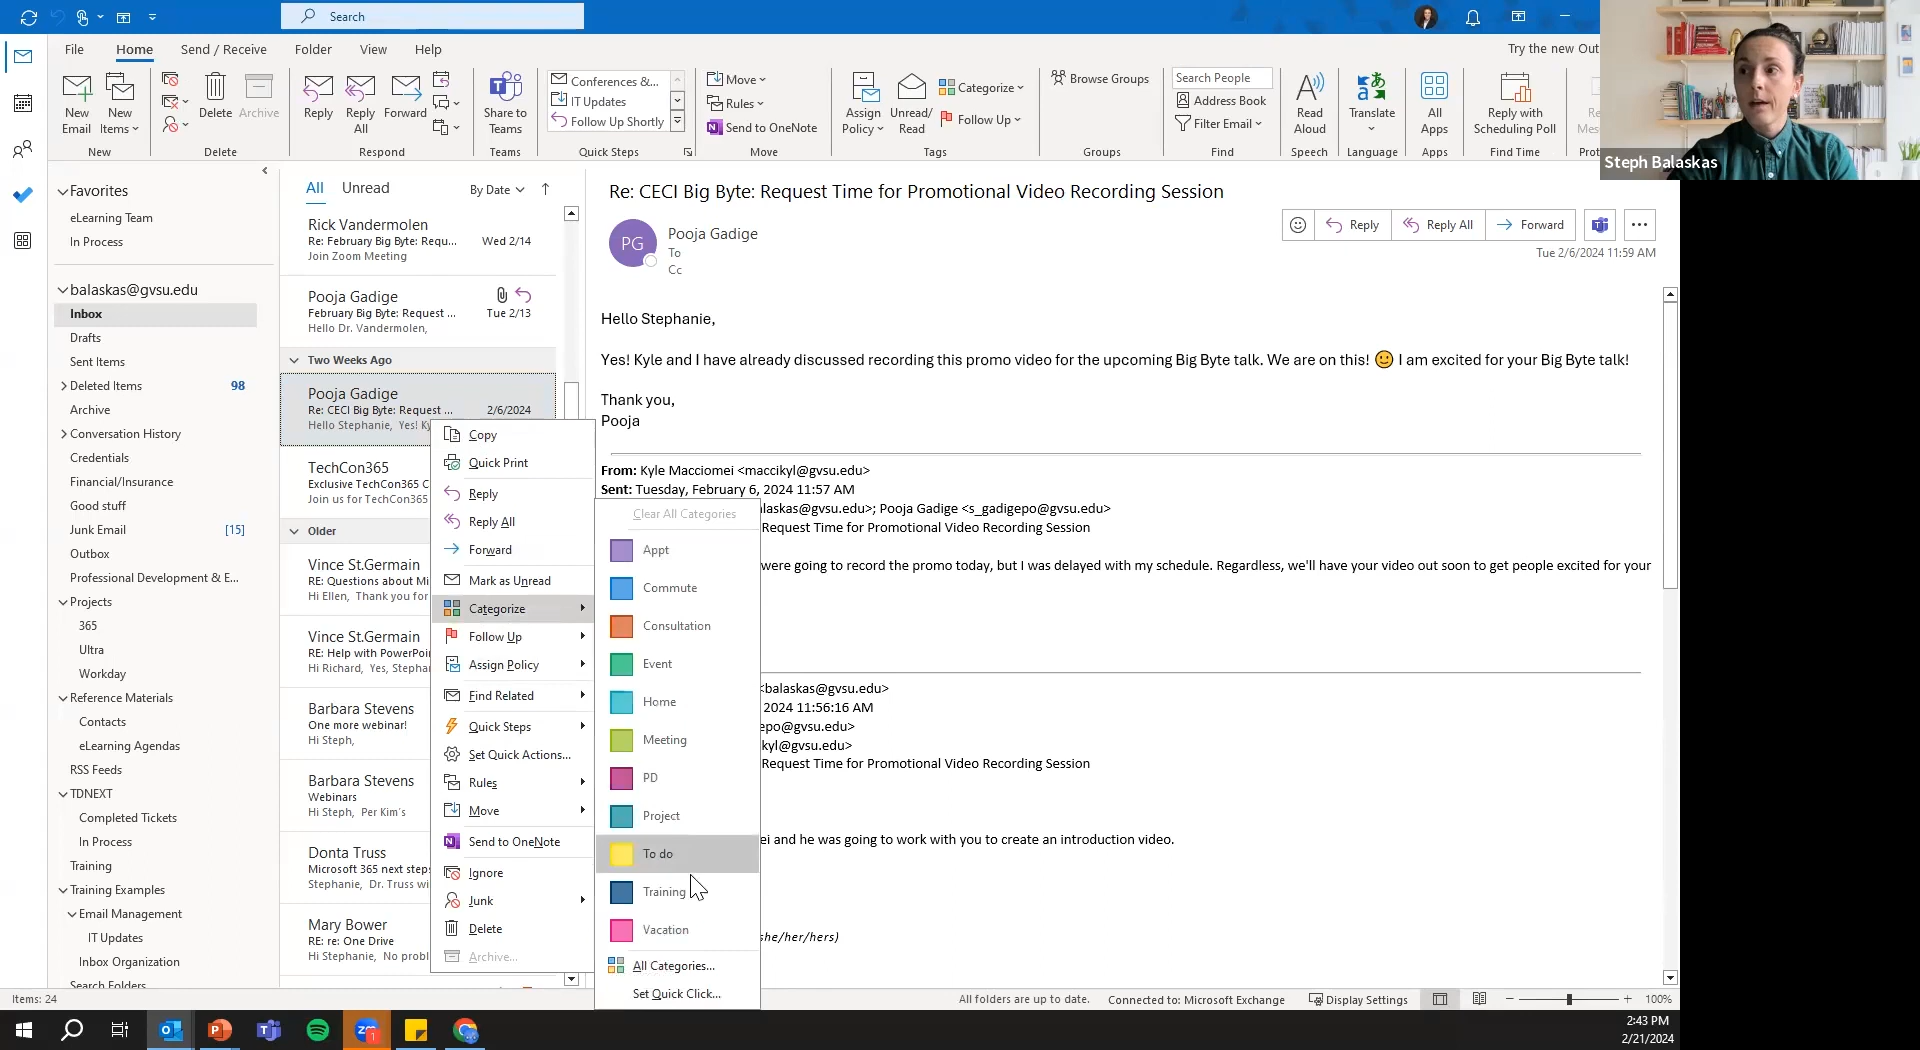 Search
File Home Send / Receive Folder View Help
Try the new Out
New Email
New Items
New
Delete
Archive
Delete
Reply
Reply All
Forward
Respond
Share to Teams
Teams
Conferences &...
IT Updates
Follow Up Shortly
Quick Steps
Move
Rules
Send to OneNote
Move
Assign Policy
Unread/ Read
Categorize
Follow Up
Tags
Browse Groups
Groups
Search People
Address Book
Filter Email
Find
Read Aloud
Speech
Translate
Language
All Apps
Apps
Reply with Scheduling Poll
Find Time
Re
Mes
Prot
Steph Balaskas
Favorites
eLearning Team
In Process
balaskas@gvsu.edu
Inbox
Drafts
Sent Items
Deleted Items 98
Archive
Conversation History
Credentials
Financial/Insurance
Good stuff
Junk Email [15]
Outbox
Professional Development & E...
Projects
365
Ultra
Workday
Reference Materials
Contacts
eLearning Agendas
RSS Feeds
TDNEXT
Completed Tickets
In Process
Training
Training Examples
Email Management
IT Updates
Inbox Organization
Search Folders
All Unread By Date
Rick Vandermolen
Re: February Big Byte: Requ... Wed 2/14
Join Zoom Meeting
Pooja Gadige
February Big Byte: Request ... Tue 2/13
Hello Dr. Vandermolen,
Two Weeks Ago
Pooja Gadige
Re: CECI Big Byte: Request ... 2/6/2024
Hello Stephanie, Yes! Ky
TechCon365
Exclusive TechCon365 C
Join us for TechCon365
Older
Vince St.Germain
RE: Questions about Mi
Hi Ellen, Thank you for
Vince St.Germain
RE: Help with PowerPoi
Hi Richard, Yes, Stepha
Barbara Stevens
One more webinar!
Hi Steph,
Barbara Stevens
Webinars
Hi Steph, Per Kim's
Donta Truss
Microsoft 365 next steps
Stephanie, Dr. Truss wi
Mary Bower
RE: re: One Drive
Hi Stephanie, No probl
Copy
Quick Print
Reply
Reply All
Forward
Mark as Unread
Categorize
Follow Up
Assign Policy
Find Related
Quick Steps
Set Quick Actions...
Rules
Move
Send to OneNote
Ignore
Junk
Delete
Archive...
Clear All Categories
Appt
Commute
Consultation
Event
Home
Meeting
PD
Project
To do
Training
Vacation
All Categories...
Set Quick Click...
Re: CECI Big Byte: Request Time for Promotional Video Recording Session
PG
Pooja Gadige
To
Cc
Reply Reply All Forward
Tue 2/6/2024 11:59 AM
Hello Stephanie,
Yes! Kyle and I have already discussed recording this promo video for the upcoming Big Byte talk. We are on this! 🙂 I am excited for your Big Byte talk!
Thank you,
Pooja
From: Kyle Macciomei <maccikyl@gvsu.edu>
Sent: Tuesday, February 6, 2024 11:57 AM
alaskas@gvsu.edu>; Pooja Gadige <s_gadigepo@gvsu.edu>
Request Time for Promotional Video Recording Session
were going to record the promo today, but I was delayed with my schedule. Regardless, we'll have your video out soon to get people excited for your
<balaskas@gvsu.edu>
2024 11:56:16 AM
epo@gvsu.edu>
kyl@gvsu.edu>
Request Time for Promotional Video Recording Session
ei and he was going to work with you to create an introduction video.
she/her/hers)
Items: 24
All folders are up to date. Connected to: Microsoft Exchange Display Settings 100%
2:43 PM
2/21/2024